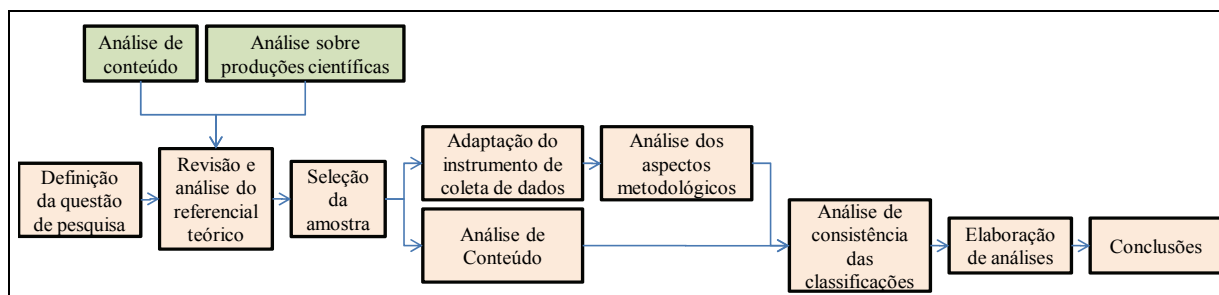 Análise de
conteúdo
Análise sobre
produções científicas
Definição
da questão
de pesquisa
Revisão e
análise do
referencial
teórico
Seleção
da
amostra
Adaptação do
instrumento de
coleta de dados
Análise dos
aspectos
metodológicos
Análise de
Conteúdo
Análise de
consistência
das
classificações
Elaboração
de análises
Conclusões